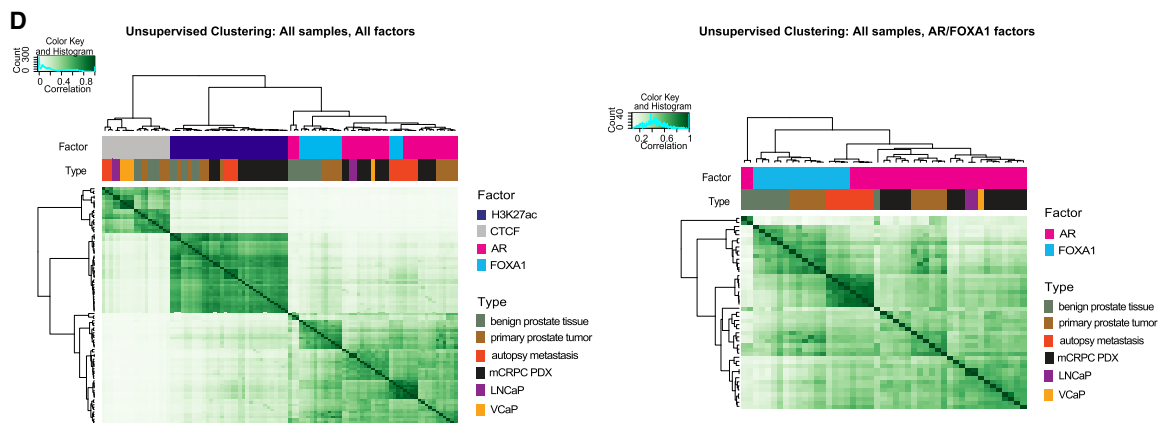 D
Unsupervised Clustering: All samples, All factors
Color Key
and Histogram
Count
0 300
0 0.4 0.8
Correlation
Factor
Type
Factor
H3K27ac
CTCF
AR
FOXA1
Type
benign prostate tissue
primary prostate tumor
autopsy metastasis
mCRPC PDX
LNCaP
VCaP
Unsupervised Clustering: All samples, AR/FOXA1 factors
Color Key
and Histogram
Count
0 40
0.2 0.6 1
Correlation
Factor
Type
Factor
AR
FOXA1
Type
benign prostate tissue
primary prostate tumor
autopsy metastasis
mCRPC PDX
LNCaP
VCaP